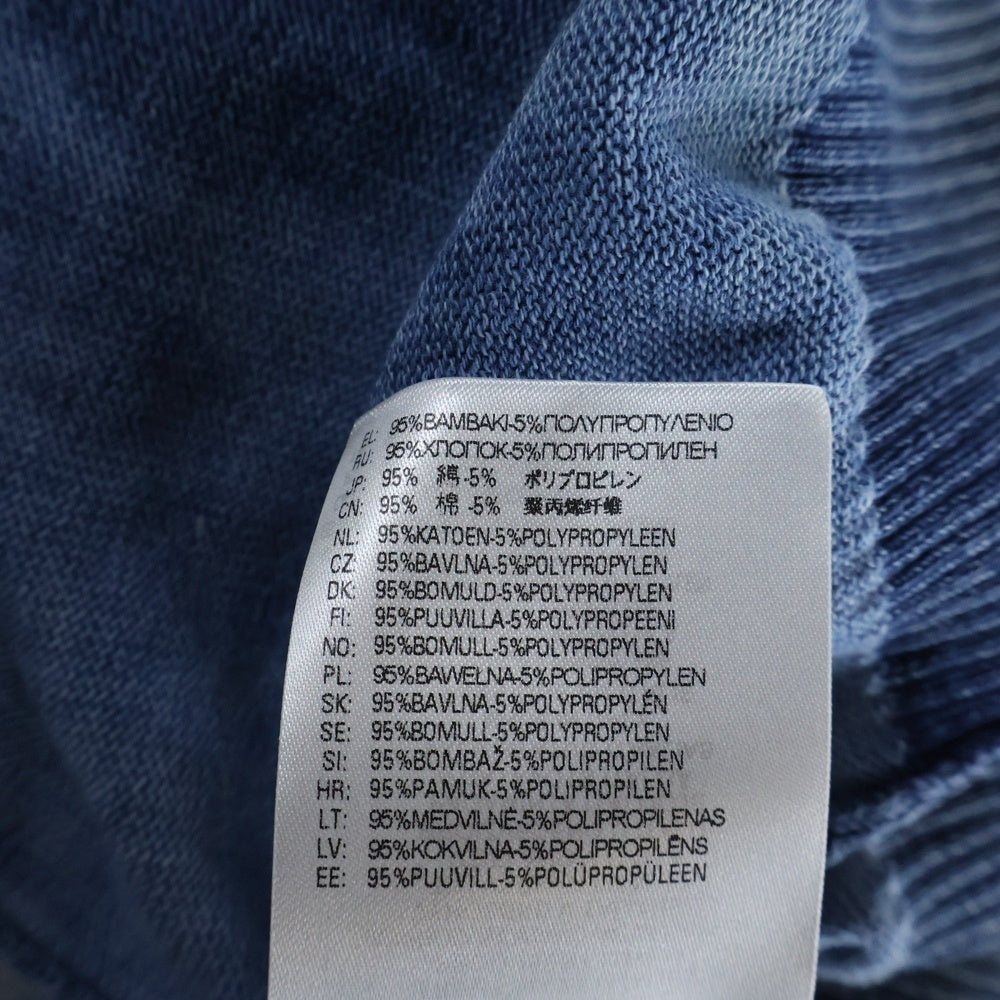 EL: 95%ΒΑΜΒΑΚΙ-5%ΠΟΛΥΠΡΟΠΥΛΕΝΙΟ
RU: 95%ХЛОПОК-5%ПОЛИПРОПИЛЕН
JP: 95% 綿 -5% ポリプロピレン
CN: 95% 棉 -5% 聚丙烯纤维
NL: 95%KATOEN-5%POLYPROPYLEEN
CZ: 95%BAVLNA-5%POLYPROPYLEN
DK: 95%BOMULD-5%POLYPROPYLEN
FI: 95%PUUVILLA-5%POLYPROPEENI
NO: 95%BOMULL-5%POLYPROPYLEN
PL: 95%BAWEŁNA-5%POLIPROPYLEN
SK: 95%BAVLNA-5%POLYPROPYLÉN
SE: 95%BOMULL-5%POLYPROPYLEN
SI: 95%BOMBAŽ-5%POLIPROPILEN
HR: 95%PAMUK-5%POLIPROPILEN
LT: 95%MEDVILNĖ-5%POLIPROPILENAS
LV: 95%KOKVILNA-5%POLIPROPILĒNS
EE: 95%PUUVILL-5%POLÜPROPÜLEEN